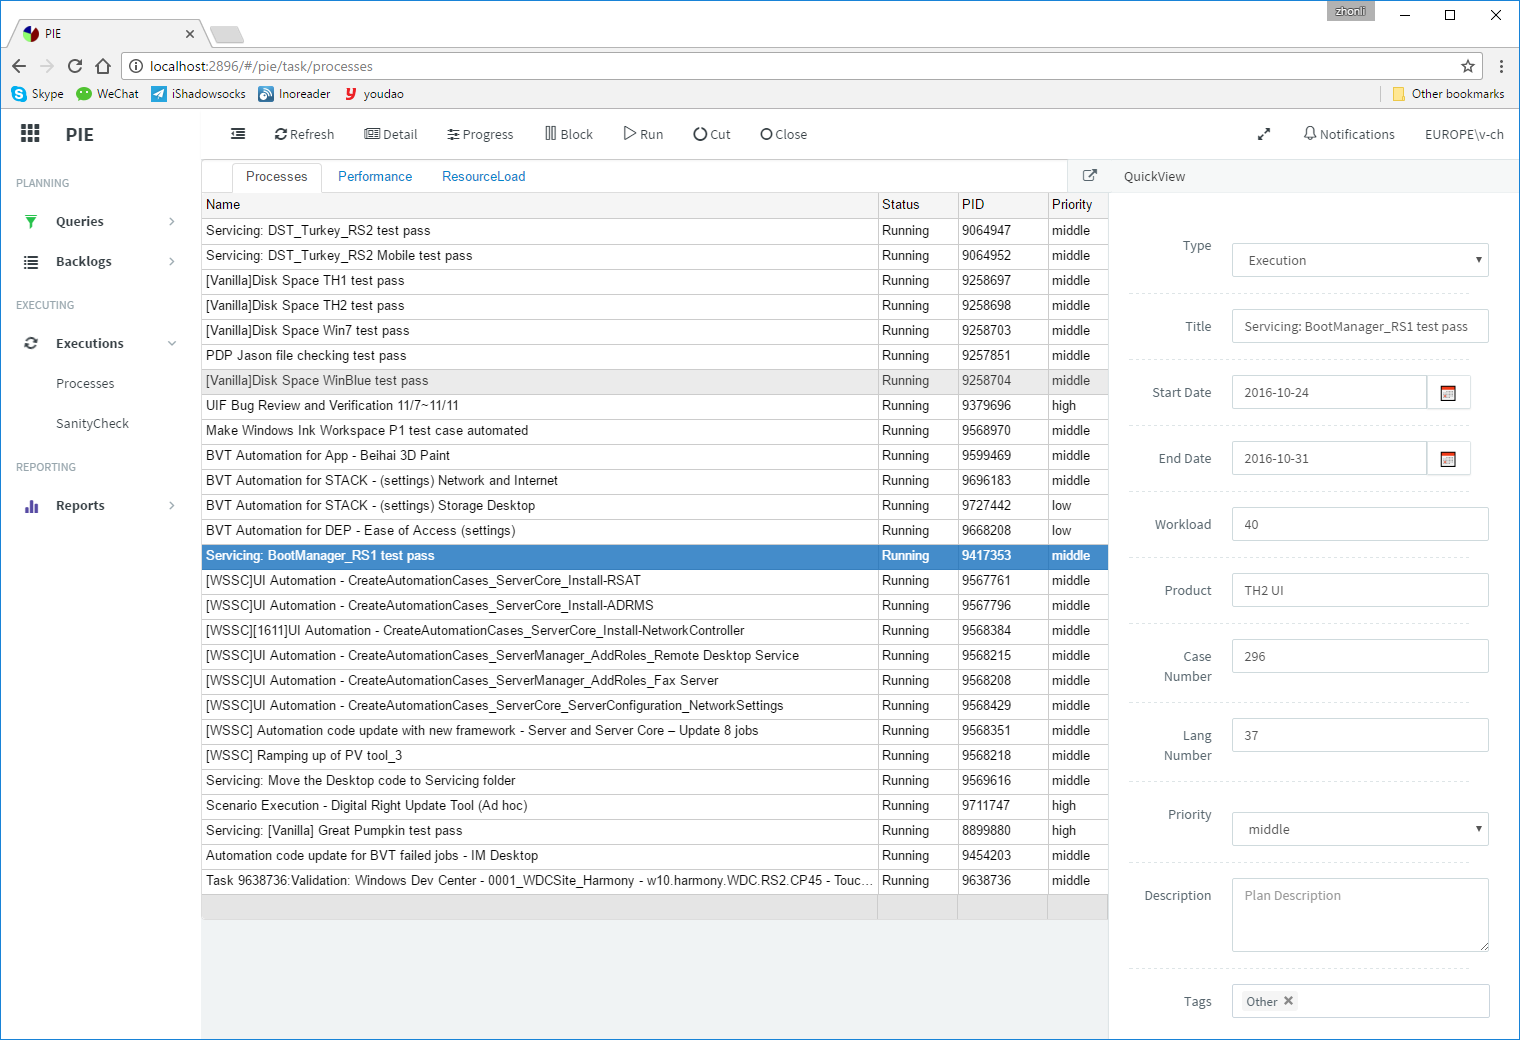 zhonli
PIE
localhost:2896/#/pie/task/processes
Skype WeChat iShadowsocks Inoreader youdao Other bookmarks
PIE
Refresh Detail Progress Block Run Cut Close Notifications EUROPE\v-ch
PLANNING
Queries
Backlogs
EXECUTING
Executions
Processes
SanityCheck
REPORTING
Reports
Processes Performance ResourceLoad
Name Status PID Priority
Servicing: DST_Turkey_RS2 test pass Running 9064947 middle
Servicing: DST_Turkey_RS2 Mobile test pass Running 9064952 middle
[Vanilla]Disk Space TH1 test pass Running 9258697 middle
[Vanilla]Disk Space TH2 test pass Running 9258698 middle
[Vanilla]Disk Space Win7 test pass Running 9258703 middle
PDP Jason file checking test pass Running 9257851 middle
[Vanilla]Disk Space WinBlue test pass Running 9258704 middle
UIF Bug Review and Verification 11/7~11/11 Running 9379696 high
Make Windows Ink Workspace P1 test case automated Running 9568970 middle
BVT Automation for App - Beihai 3D Paint Running 9599469 middle
BVT Automation for STACK - (settings) Network and Internet Running 9696183 middle
BVT Automation for STACK - (settings) Storage Desktop Running 9727442 low
BVT Automation for DEP - Ease of Access (settings) Running 9668208 low
Servicing: BootManager_RS1 test pass Running 9417353 middle
[WSSC]UI Automation - CreateAutomationCases_ServerCore_Install-RSAT Running 9567761 middle
[WSSC]UI Automation - CreateAutomationCases_ServerCore_Install-ADRMS Running 9567796 middle
[WSSC][1611]UI Automation - CreateAutomationCases_ServerCore_Install-NetworkController Running 9568384 middle
[WSSC]UI Automation - CreateAutomationCases_ServerManager_AddRoles_Remote Desktop Service Running 9568215 middle
[WSSC]UI Automation - CreateAutomationCases_ServerManager_AddRoles_Fax Server Running 9568208 middle
[WSSC]UI Automation - CreateAutomationCases_ServerCore_ServerConfiguration_NetworkSettings Running 9568429 middle
[WSSC] Automation code update with new framework - Server and Server Core – Update 8 jobs Running 9568351 middle
[WSSC] Ramping up of PV tool_3 Running 9568218 middle
Servicing: Move the Desktop code to Servicing folder Running 9569616 middle
Scenario Execution - Digital Right Update Tool (Ad hoc) Running 9711747 high
Servicing: [Vanilla] Great Pumpkin test pass Running 8899880 high
Automation code update for BVT failed jobs - IM Desktop Running 9454203 middle
Task 9638736:Validation: Windows Dev Center - 0001_WDCSite_Harmony - w10.harmony.WDC.RS2.CP45 - Touc... Running 9638736 middle
QuickView
Type Execution
Title Servicing: BootManager_RS1 test pass
Start Date 2016-10-24
End Date 2016-10-31
Workload 40
Product TH2 UI
Case Number 296
Lang Number 37
Priority middle
Description Plan Description
Tags Other